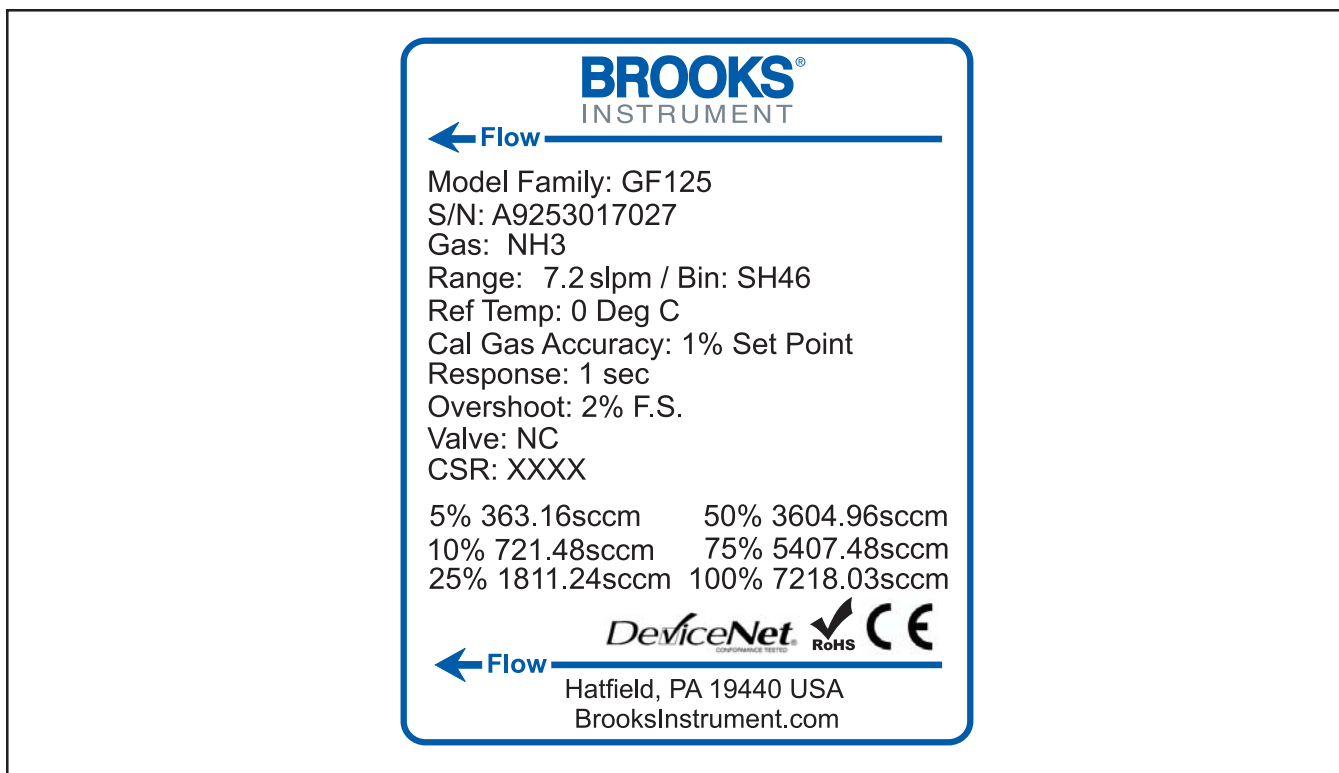 BROOKS®
INSTRUMENT
Flow
Model Family: GF125
S/N: A9253017027
Gas: NH3
Range: 7.2 slpm / Bin: SH46
Ref Temp: 0 Deg C
Cal Gas Accuracy: 1% Set Point
Response: 1 sec
Overshoot: 2% F.S.
Valve: NC
CSR: XXXX
5% 363.16sccm 50% 3604.96sccm
10% 721.48sccm 75% 5407.48sccm
25% 1811.24sccm 100% 7218.03sccm
DeviceNet® RoHS CE
CONFORMANCE TESTED
Flow
Hatfield, PA 19440 USA
BrooksInstrument.com